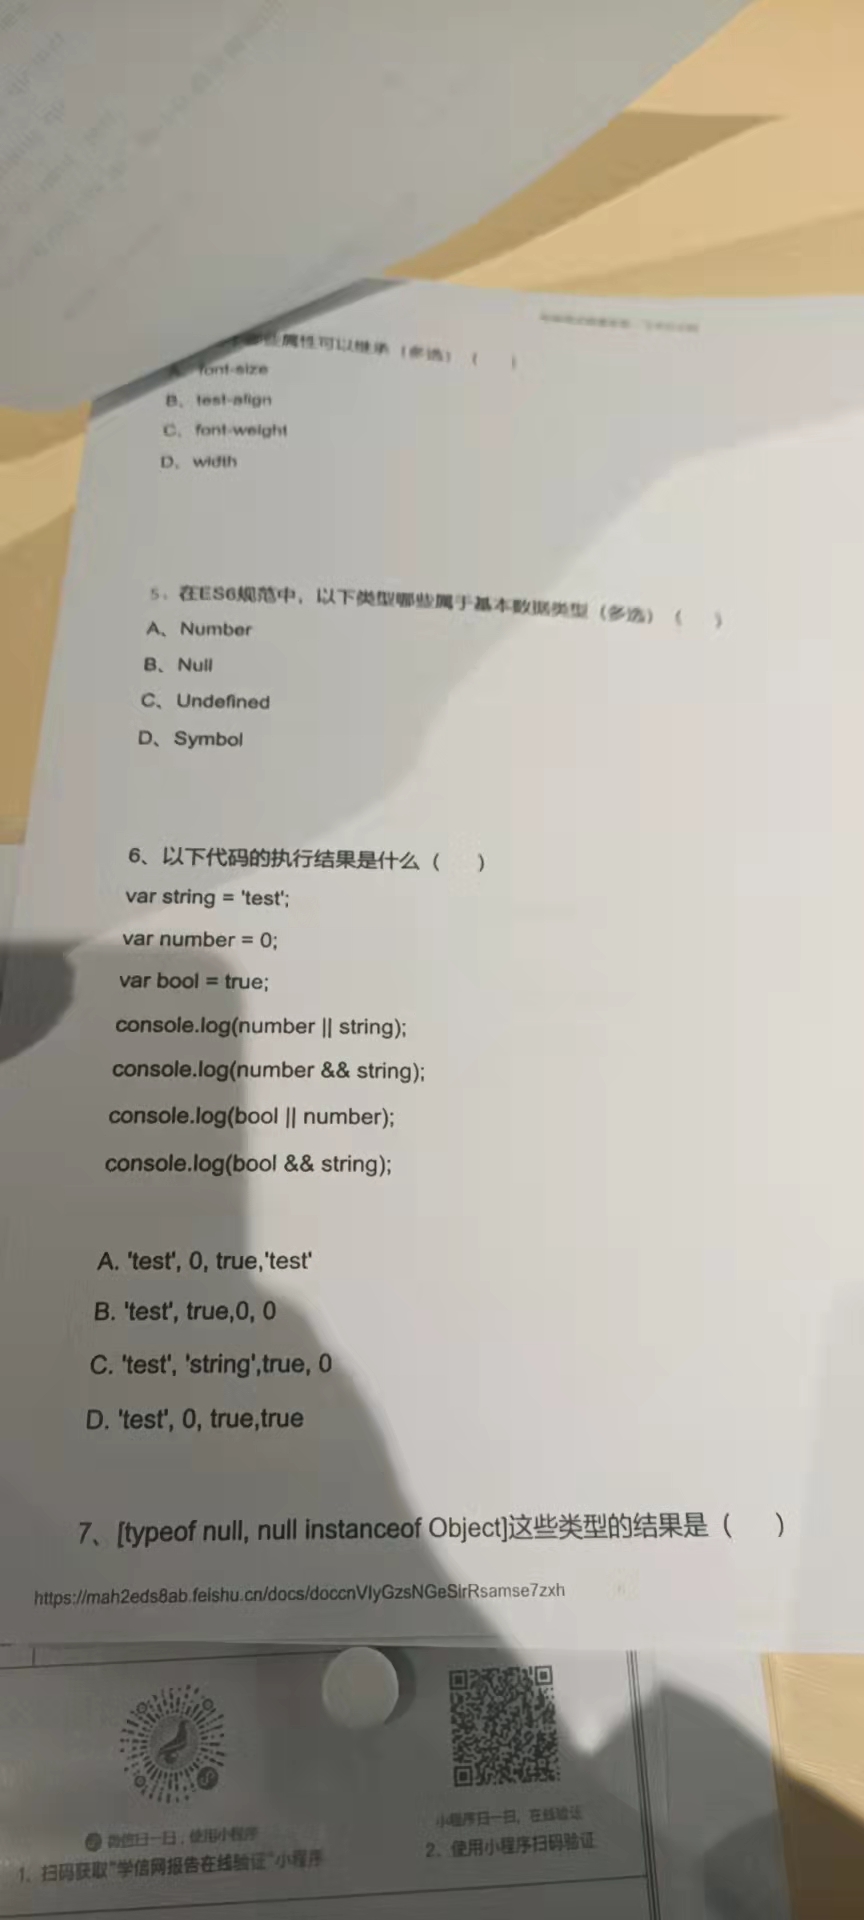 哪些属性可以继承（多选）（ ）
A、font-size
B、test-align
C、font-weight
D、width
5、在ES6规范中，以下类型哪些属于基本数据类型（多选）（ ）
A、Number
B、Null
C、Undefined
D、Symbol
6、以下代码的执行结果是什么（ ）
var string = 'test';
var number = 0;
var bool = true;
console.log(number || string);
console.log(number && string);
console.log(bool || number);
console.log(bool && string);
A. 'test', 0, true,'test'
B. 'test', true,0, 0
C. 'test', 'string',true, 0
D. 'test', 0, true,true
7、[typeof null, null instanceof Object]这些类型的结果是（ ）
https://mah2eds8ab.feishu.cn/docs/doccnVlyGzsNGeSirRsamse7zxh
微信扫一扫，使用小程序
小程序扫一扫，在线验证
1、扫码获取"学信网报告在线验证"小程序
2、使用小程序扫码验证